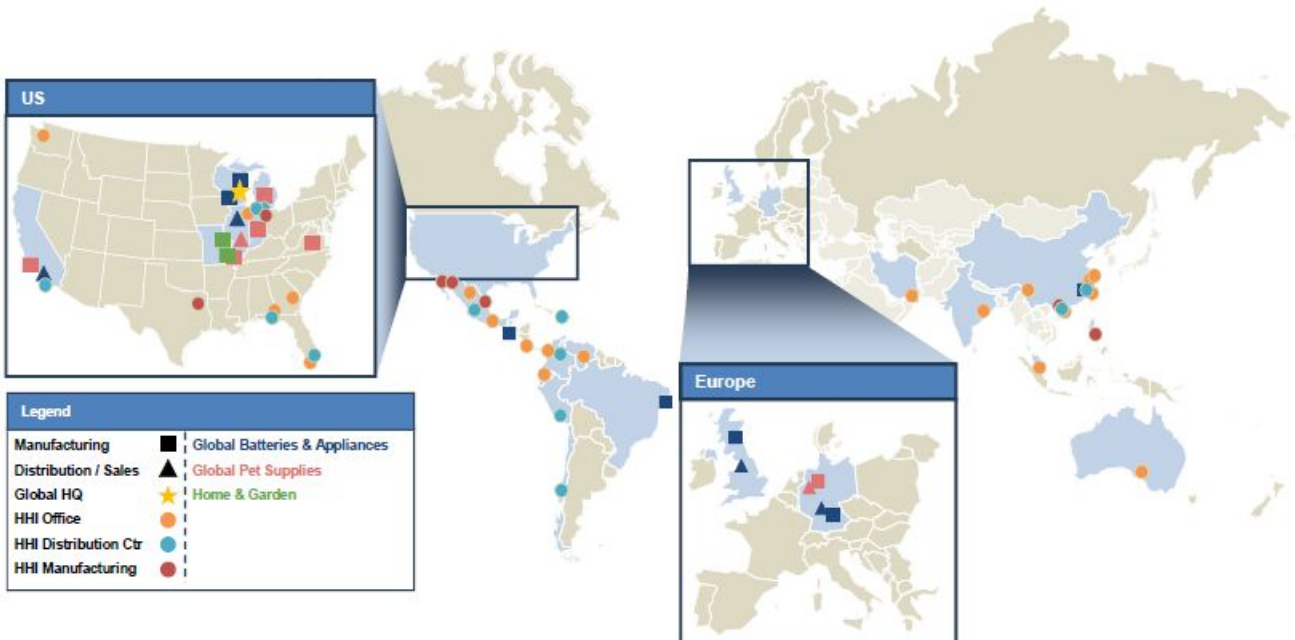 US
Legend
Manufacturing
Global Batteries & Appliances
Distribution / Sales
Global Pet Supplies
Global HQ
Home & Garden
HHI Office
HHI Distribution Ctr
HHI Manufacturing
Europe